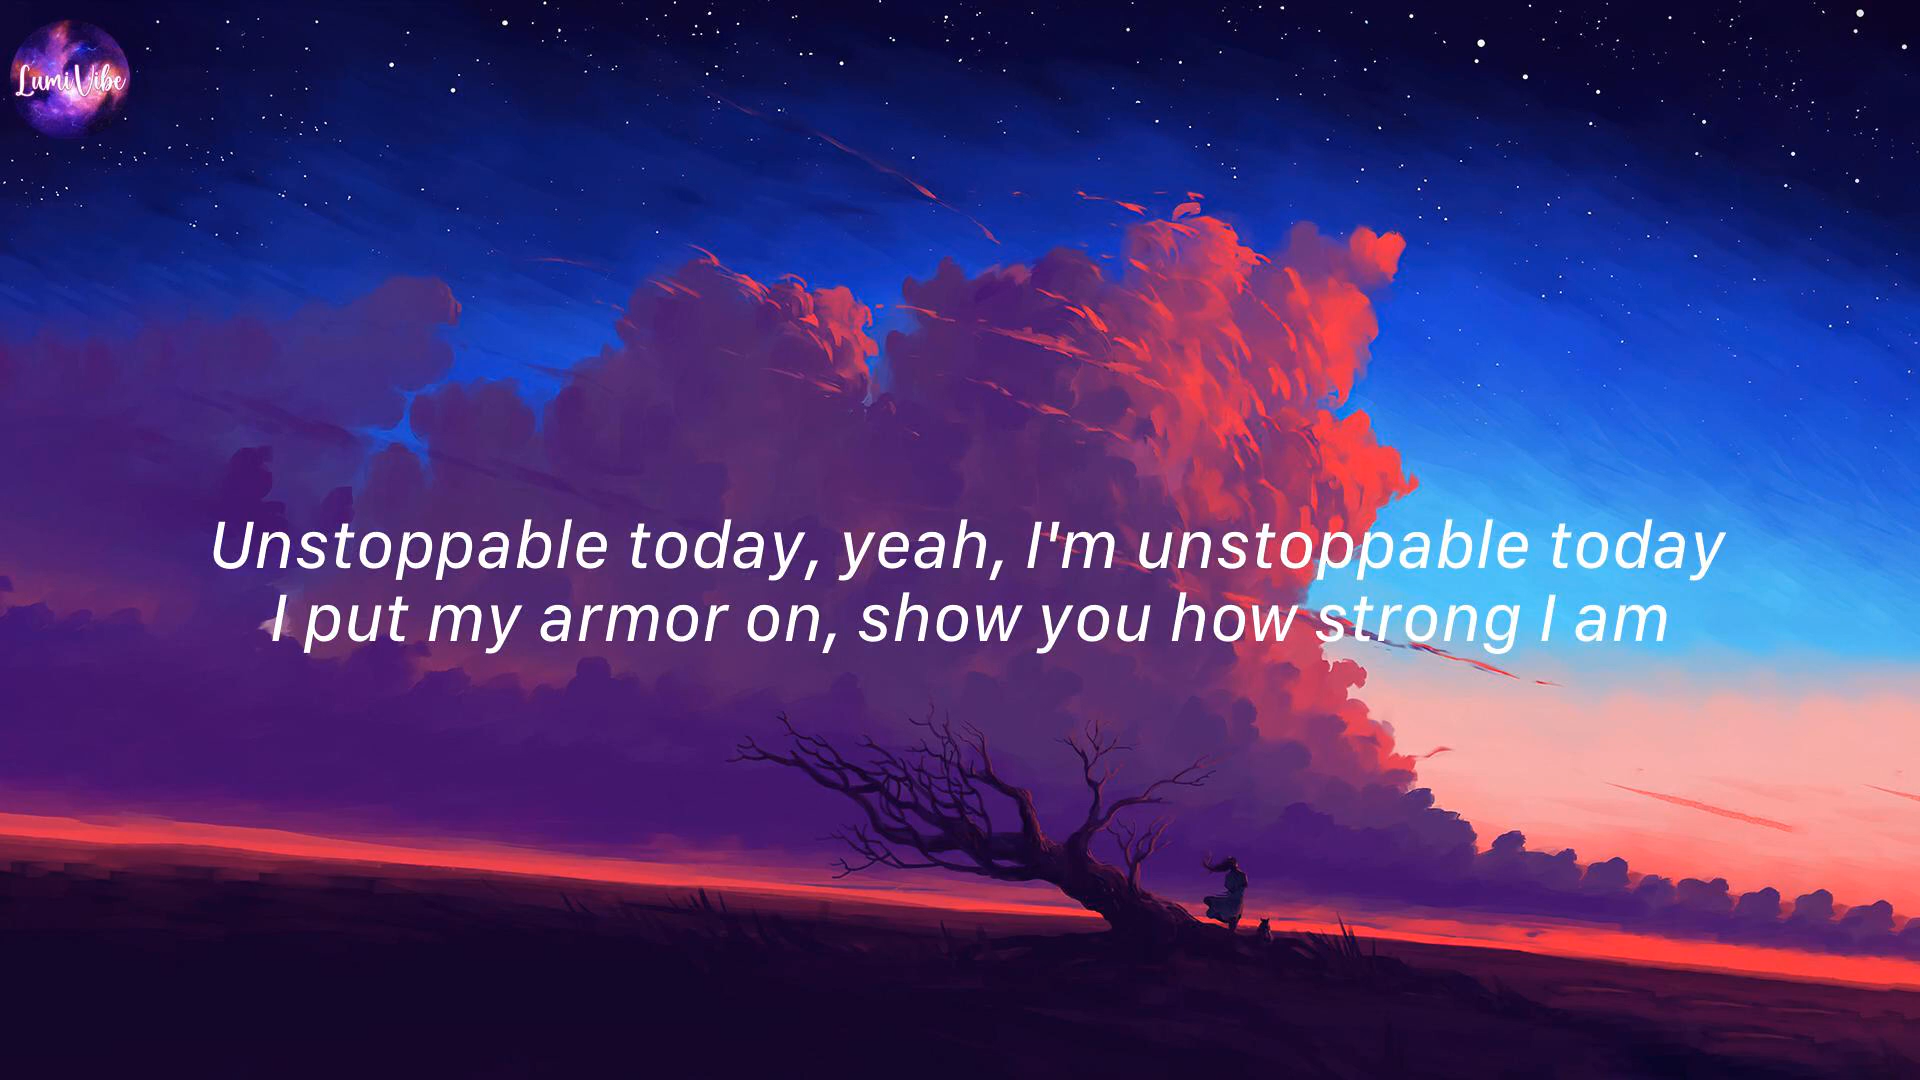 LumiVibe
Unstoppable today, yeah, I'm unstoppable today
I put my armor on, show you how strong I am